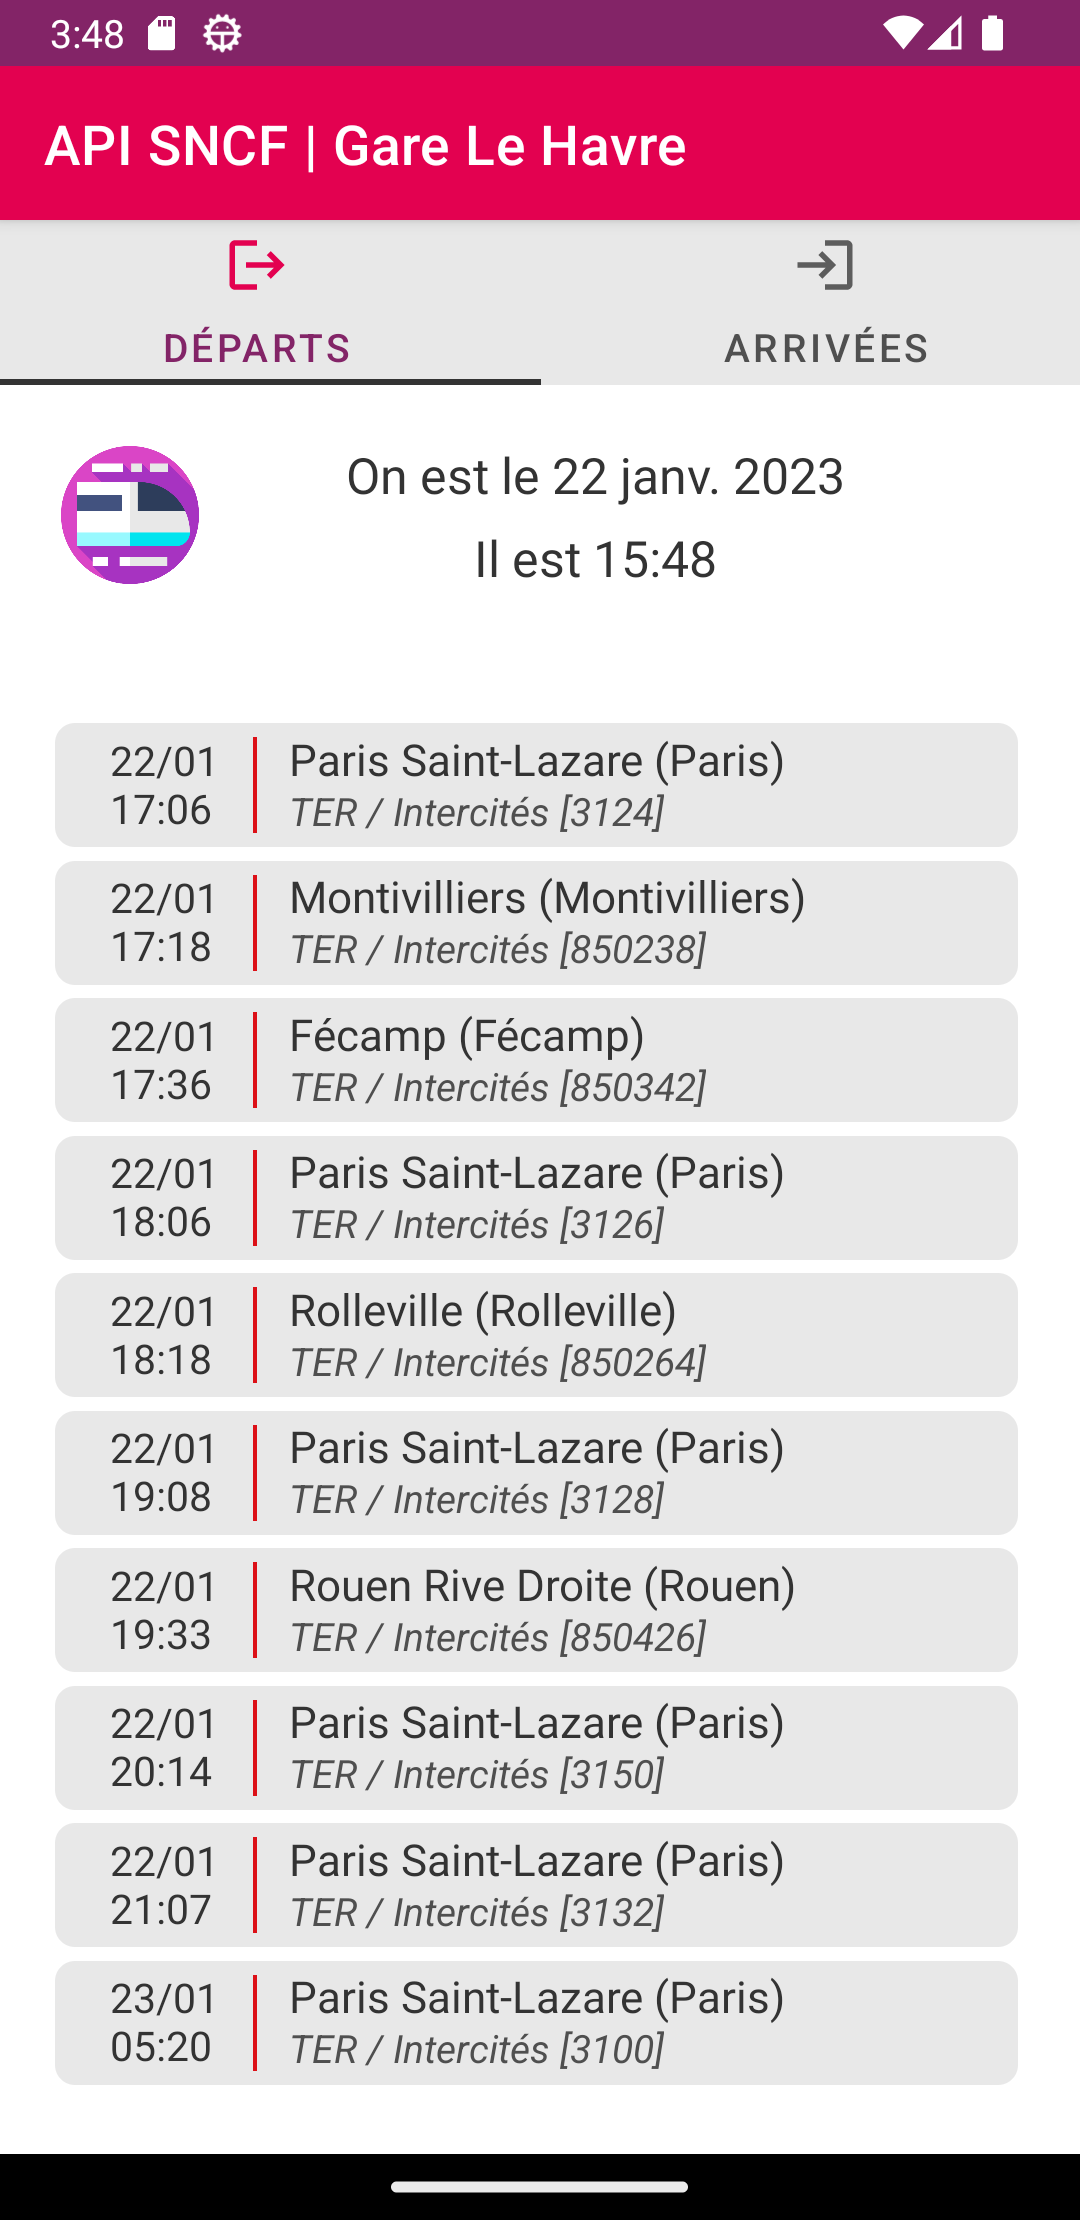 3:48
API SNCF | Gare Le Havre
DÉPARTS
ARRIVÉES
On est le 22 janv. 2023
Il est 15:48
22/01
17:06
Paris Saint-Lazare (Paris)
TER / Intercités [3124]
22/01
17:18
Montivilliers (Montivilliers)
TER / Intercités [850238]
22/01
17:36
Fécamp (Fécamp)
TER / Intercités [850342]
22/01
18:06
Paris Saint-Lazare (Paris)
TER / Intercités [3126]
22/01
18:18
Rolleville (Rolleville)
TER / Intercités [850264]
22/01
19:08
Paris Saint-Lazare (Paris)
TER / Intercités [3128]
22/01
19:33
Rouen Rive Droite (Rouen)
TER / Intercités [850426]
22/01
20:14
Paris Saint-Lazare (Paris)
TER / Intercités [3150]
22/01
21:07
Paris Saint-Lazare (Paris)
TER / Intercités [3132]
23/01
05:20
Paris Saint-Lazare (Paris)
TER / Intercités [3100]